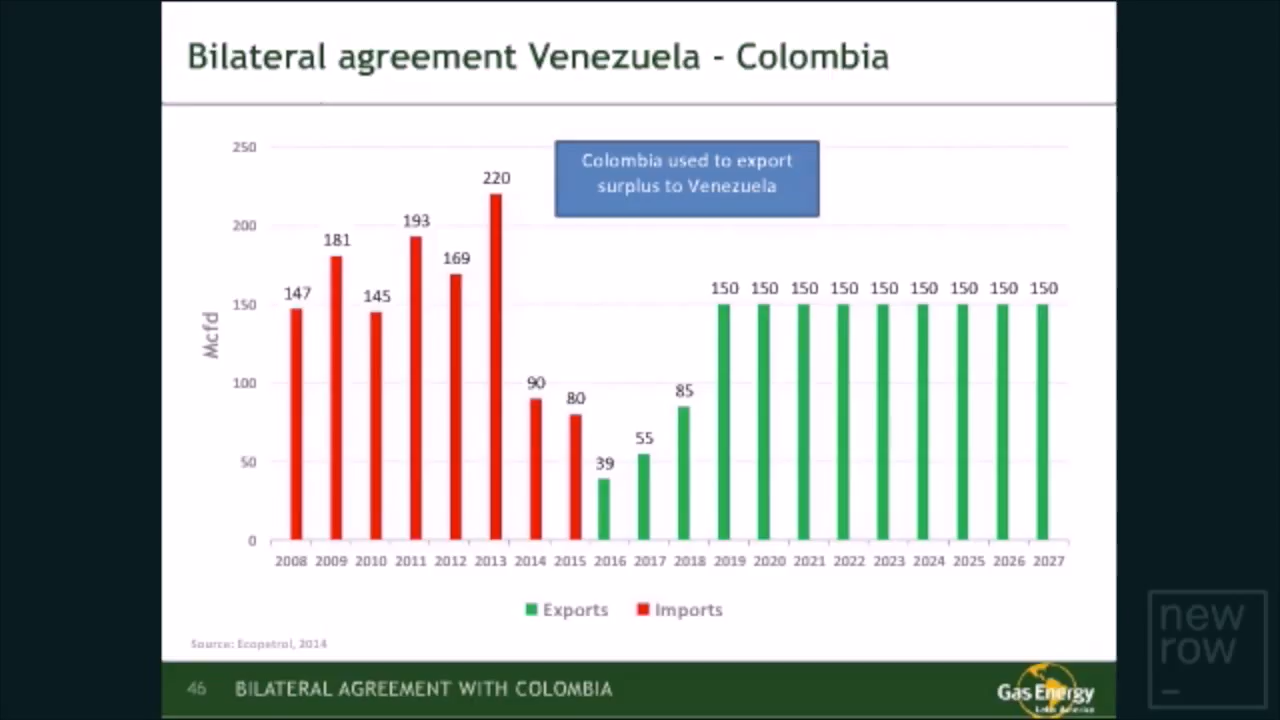 Bilateral agreement Venezuela - Colombia
Colombia used to export
surplus to Venezuela
Mcfd
250
200
150
100
50
0
147
181
145
193
169
220
90
80
39
55
85
150 150 150 150 150 150 150 150 150
2008 2009 2010 2011 2012 2013 2014 2015 2016 2017 2018 2019 2020 2021 2022 2023 2024 2025 2026 2027
Exports Imports
Source: Ecopetrol, 2014
46 BILATERAL AGREEMENT WITH COLOMBIA
Gas Energy
Latin America
new
row